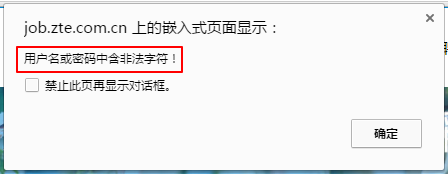 job.zte.com.cn 上的嵌入式页面显示：
用户名或密码中含非法字符！
禁止此页再显示对话框。
确定